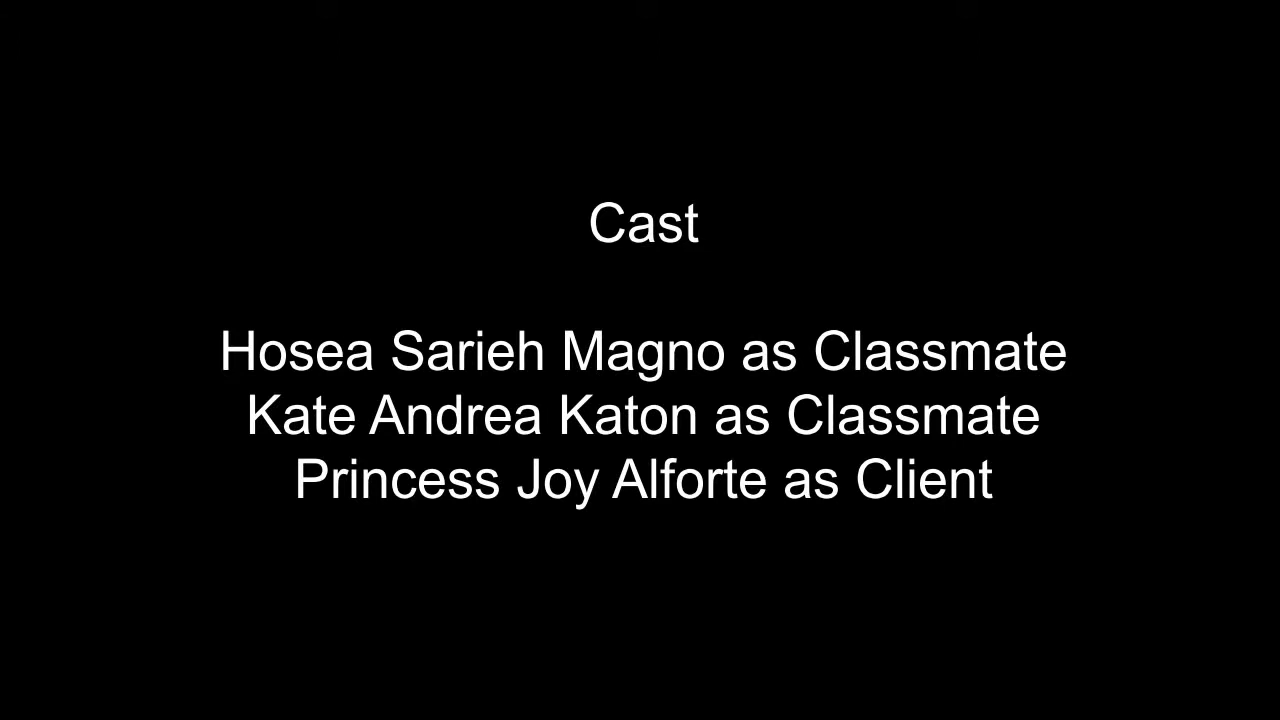 Cast
Hosea Sarieh Magno as Classmate
Kate Andrea Katon as Classmate
Princess Joy Alforte as Client